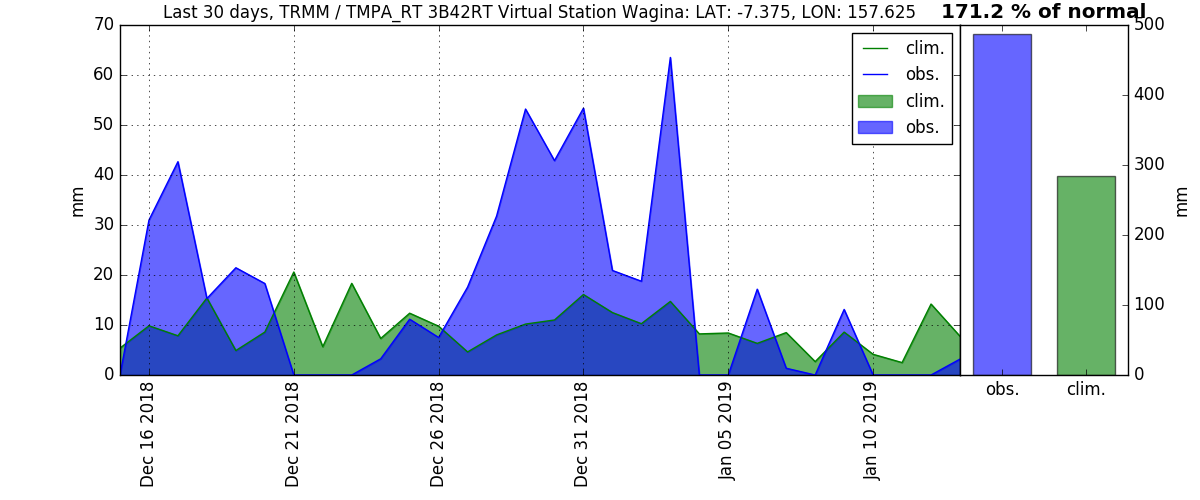 Last 30 days, TRMM / TMPA_RT 3B42RT Virtual Station Wagina: LAT: -7.375, LON: 157.625
171.2 % of normal
70
60
50
40
30
20
10
0
mm
clim.
obs.
clim.
obs.
Dec 16 2018
Dec 21 2018
Dec 26 2018
Dec 31 2018
Jan 05 2019
Jan 10 2019
500
400
300
200
100
0
mm
obs.
clim.